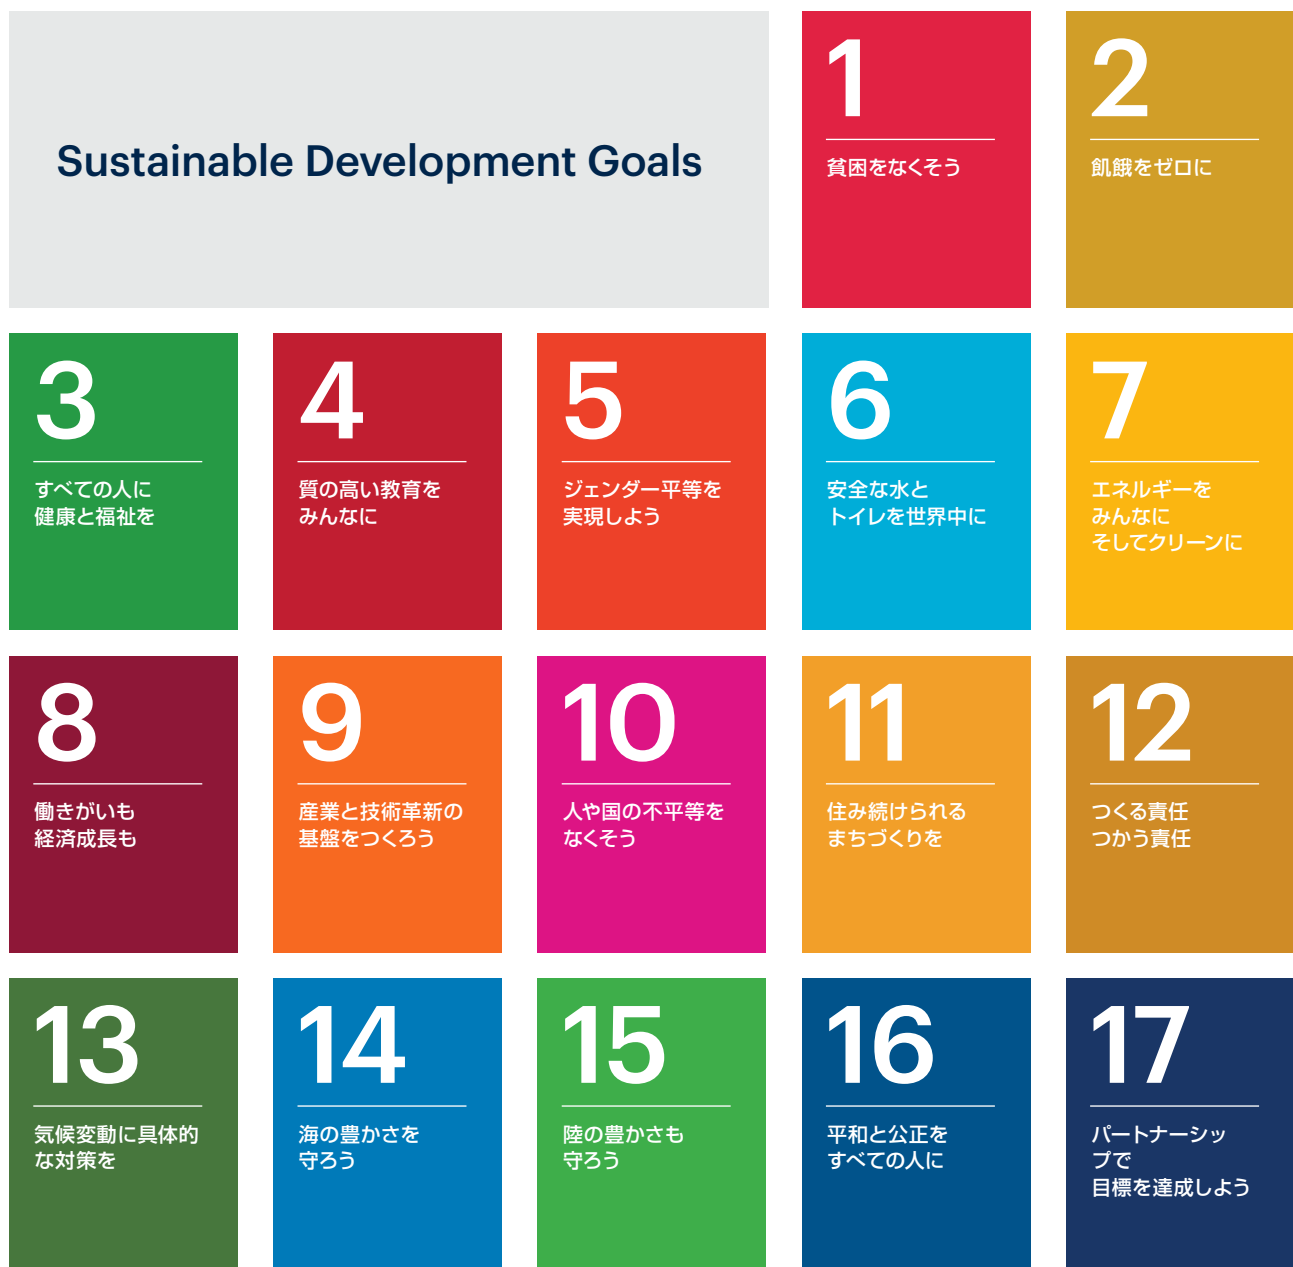 Sustainable Development Goals
1
貧困をなくそう
2
飢餓をゼロに
3
すべての人に
健康と福祉を
4
質の高い教育を
みんなに
5
ジェンダー平等を
実現しよう
6
安全な水と
トイレを世界中に
7
エネルギーを
みんなに
そしてクリーンに
8
働きがいも
経済成長も
9
産業と技術革新の
基盤をつくろう
10
人や国の不平等を
なくそう
11
住み続けられる
まちづくりを
12
つくる責任
つかう責任
13
気候変動に具体的
な対策を
14
海の豊かさを
守ろう
15
陸の豊かさも
守ろう
16
平和と公正を
すべての人に
17
パートナーシッ
プで
目標を達成しよう